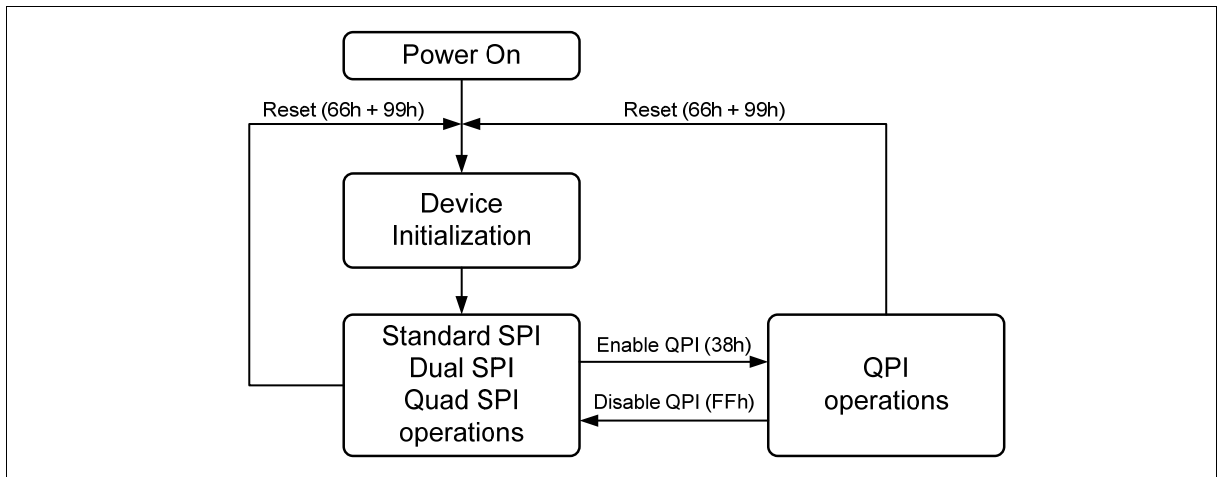 Power On
Reset (66h + 99h)
Reset (66h + 99h)
Device
Initialization
Standard SPI
Dual SPI
Quad SPI
operations
Enable QPI (38h)
Disable QPI (FFh)
QPI
operations